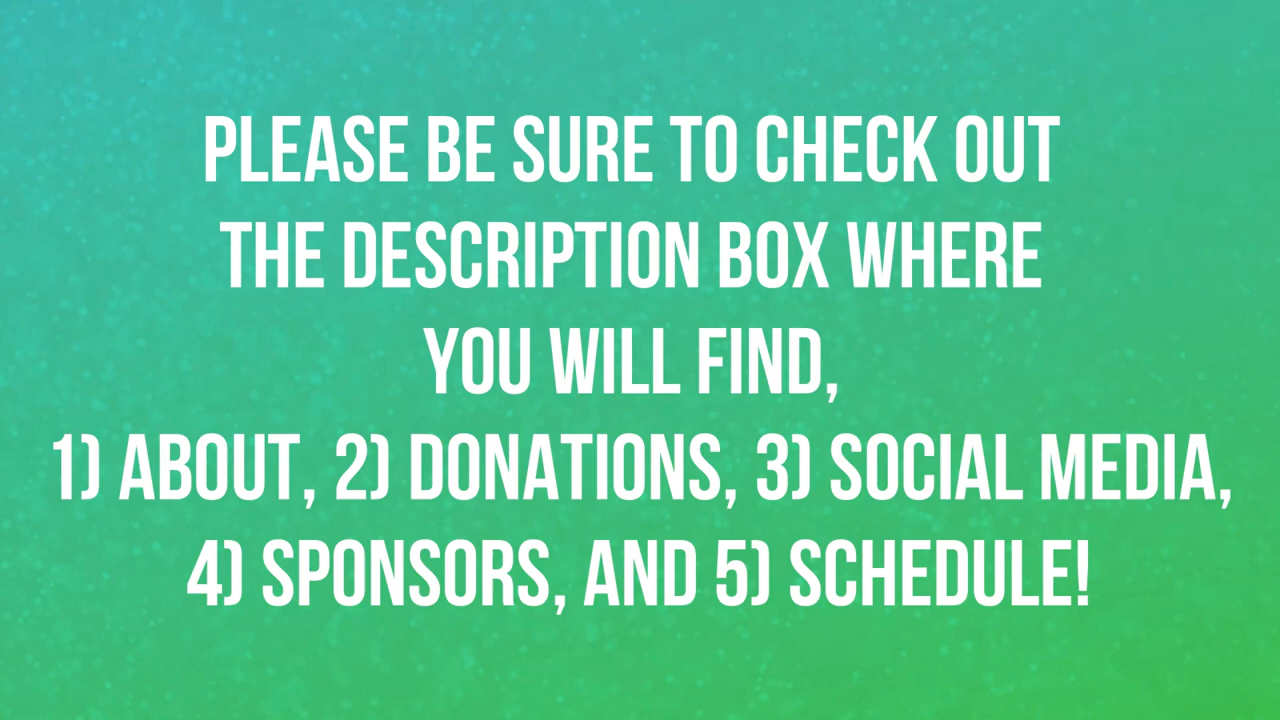 PLEASE BE SURE TO CHECK OUT
THE DESCRIPTION BOX WHERE
YOU WILL FIND,
1) ABOUT, 2) DONATIONS, 3) SOCIAL MEDIA,
4) SPONSORS, AND 5) SCHEDULE!